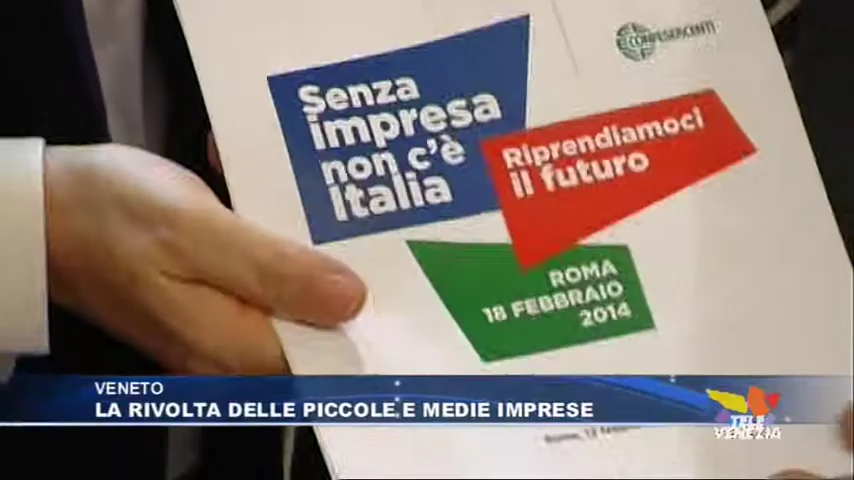 CONFESERCENTI
Senza
impresa
non c'è
Italia
Riprendiamoci
il futuro
ROMA
18 FEBBRAIO
2014
VENETO
LA RIVOLTA DELLE PICCOLE E MEDIE IMPRESE
TELE
VENEZIA